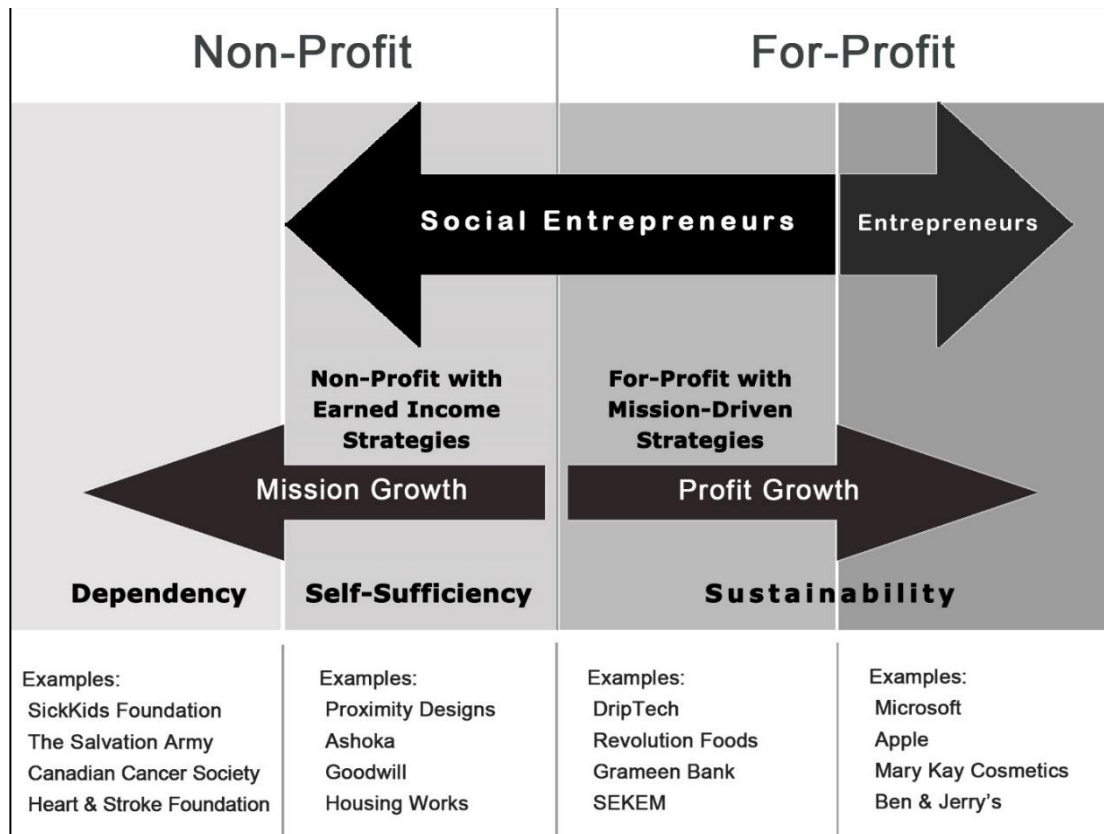 Non-Profit
For-Profit
Social Entrepreneurs
Entrepreneurs
Non-Profit with
Earned Income
Strategies
For-Profit with
Mission-Driven
Strategies
Mission Growth
Profit Growth
Dependency
Self-Sufficiency
Sustainability
Examples:
SickKids Foundation
The Salvation Army
Canadian Cancer Society
Heart & Stroke Foundation
Examples:
Proximity Designs
Ashoka
Goodwill
Housing Works
Examples:
DripTech
Revolution Foods
Grameen Bank
SEKEM
Examples:
Microsoft
Apple
Mary Kay Cosmetics
Ben & Jerry's